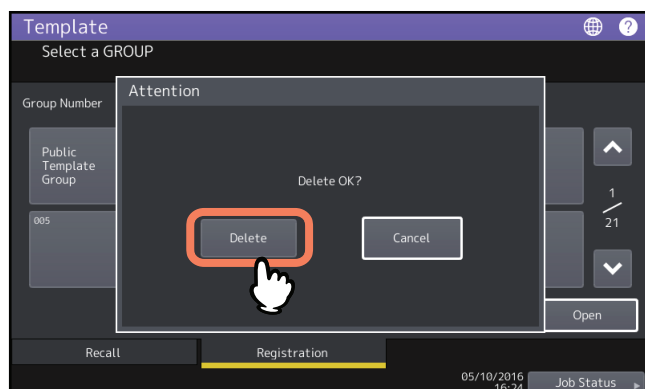 Template
?
Select a GROUP
Attention
Group Number
Public
Template
Group
Delete OK?
1
21
005
Delete
Cancel
Open
Recall
Registration
05/10/2016
16:24
Job Status